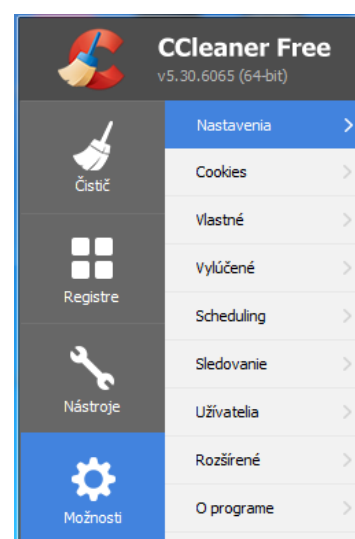 CCleaner Free
v5.30.6065 (64-bit)
Čistič
Registre
Nástroje
Možnosti
Nastavenia
Cookies
Vlastné
Vylúčené
Scheduling
Sledovanie
Užívatelia
Rozšírené
O programe